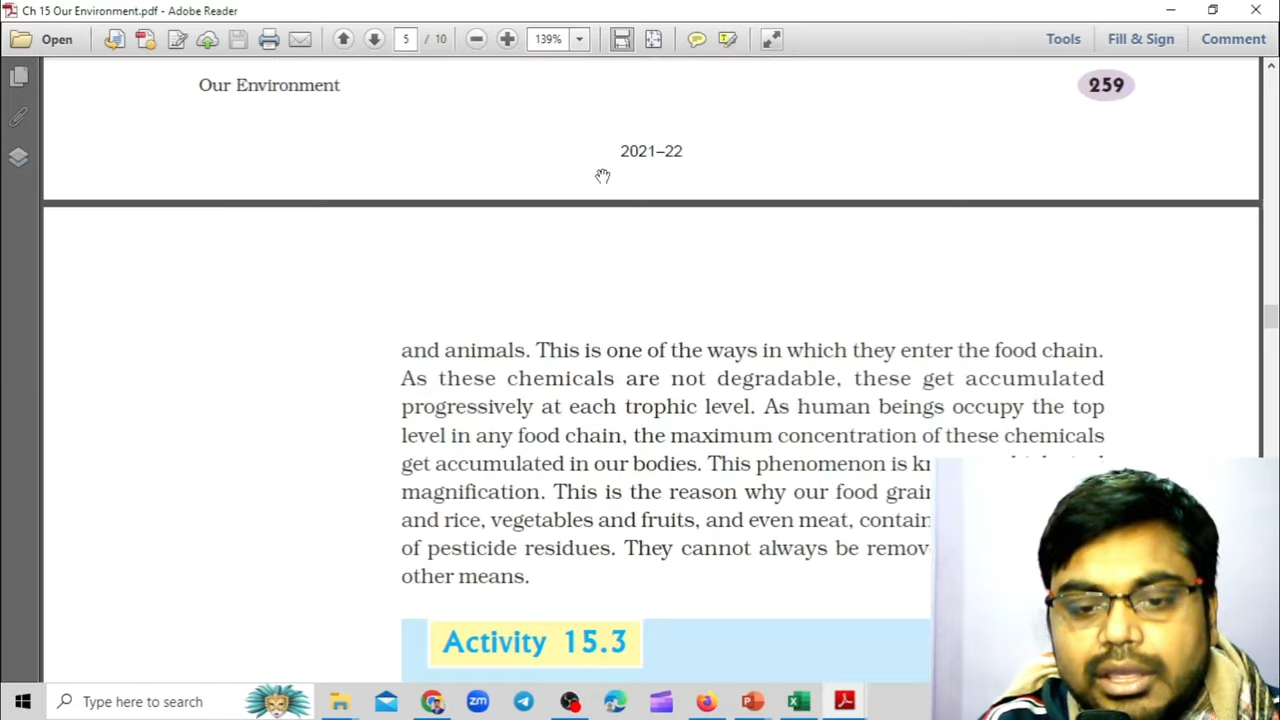 Ch 15 Our Environment.pdf - Adobe Reader
Open
5 / 10
139%
Tools
Fill & Sign
Comment
Our Environment
259
2021–22
and animals. This is one of the ways in which they enter the food chain.
As these chemicals are not degradable, these get accumulated
progressively at each trophic level. As human beings occupy the top
level in any food chain, the maximum concentration of these chemicals
get accumulated in our bodies. This phenomenon is
magnification. This is the reason why our food
and rice, vegetables and fruits, and even meat, contain
of pesticide residues. They cannot always be
other means.
Activity 15.3
Type here to search